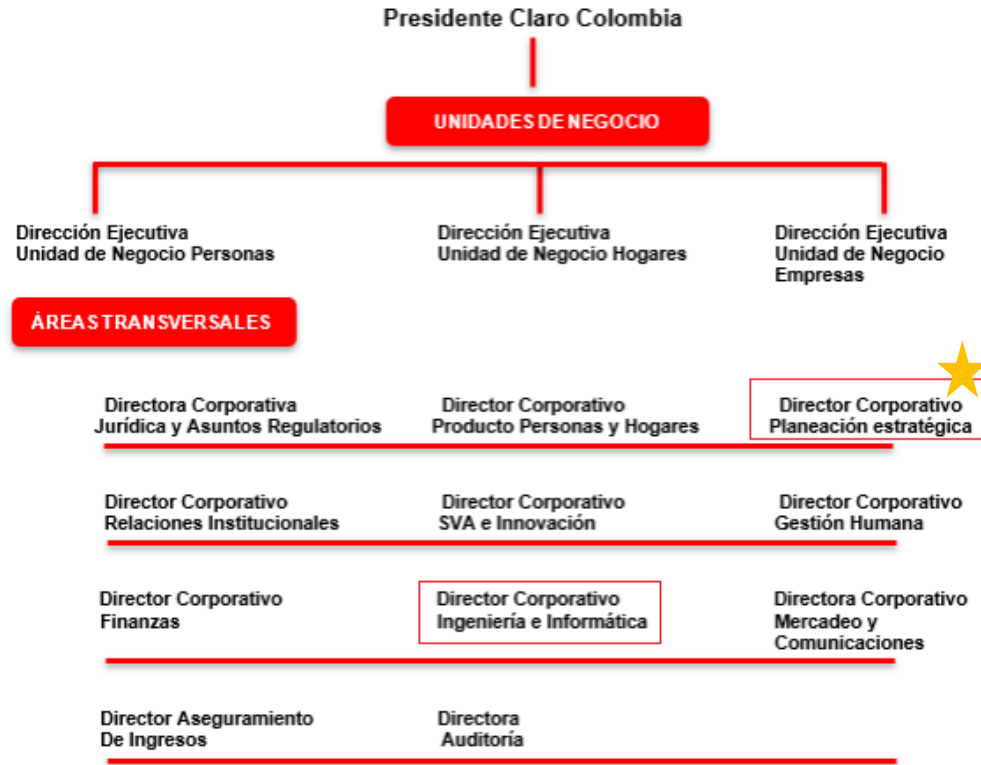 Presidente Claro Colombia
UNIDADES DE NEGOCIO
Dirección Ejecutiva
Unidad de Negocio Personas
Dirección Ejecutiva
Unidad de Negocio Hogares
Dirección Ejecutiva
Unidad de Negocio
Empresas
ÁREAS TRANSVERSALES
Directora Corporativa
Jurídica y Asuntos Regulatorios
Director Corporativo
Producto Personas y Hogares
Director Corporativo
Planeación estratégica
Director Corporativo
Relaciones Institucionales
Director Corporativo
SVA e Innovación
Director Corporativo
Gestión Humana
Director Corporativo
Finanzas
Director Corporativo
Ingeniería e Informática
Directora Corporativo
Mercadeo y
Comunicaciones
Director Aseguramiento
De Ingresos
Directora
Auditoría